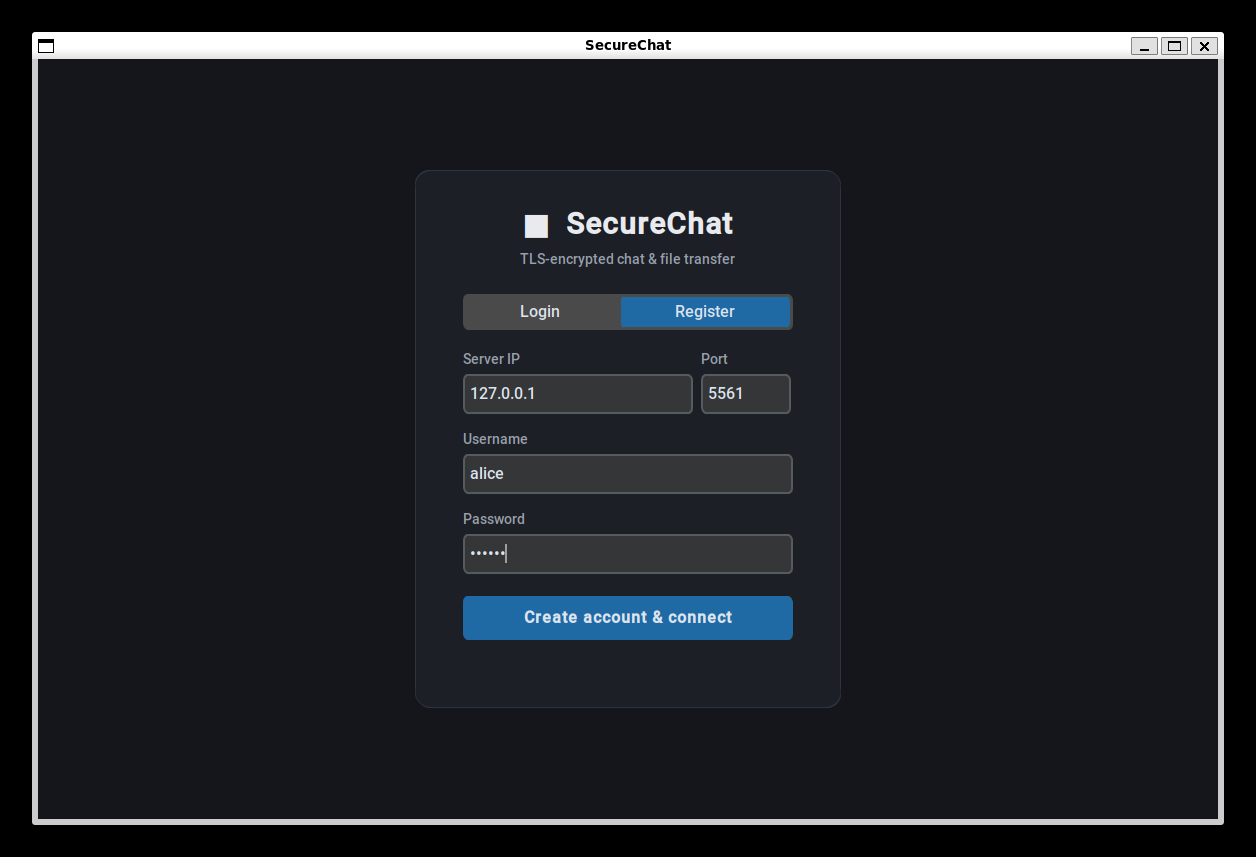 SecureChat
SecureChat
TLS-encrypted chat & file transfer
Login Register
Server IP Port
127.0.0.1 5561
Username
alice
Password
••••••
Create account & connect